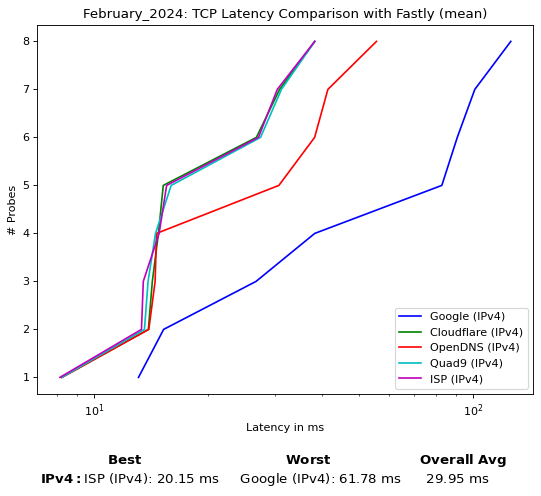 February_2024: TCP Latency Comparison with Fastly (mean)
8
7
6
5
4
3
2
1
# Probes
Google (IPv4)
Cloudflare (IPv4)
OpenDNS (IPv4)
Quad9 (IPv4)
ISP (IPv4)
10¹ 10²
Latency in ms
Best Worst Overall Avg
IPv4: ISP (IPv4): 20.15 ms Google (IPv4): 61.78 ms 29.95 ms